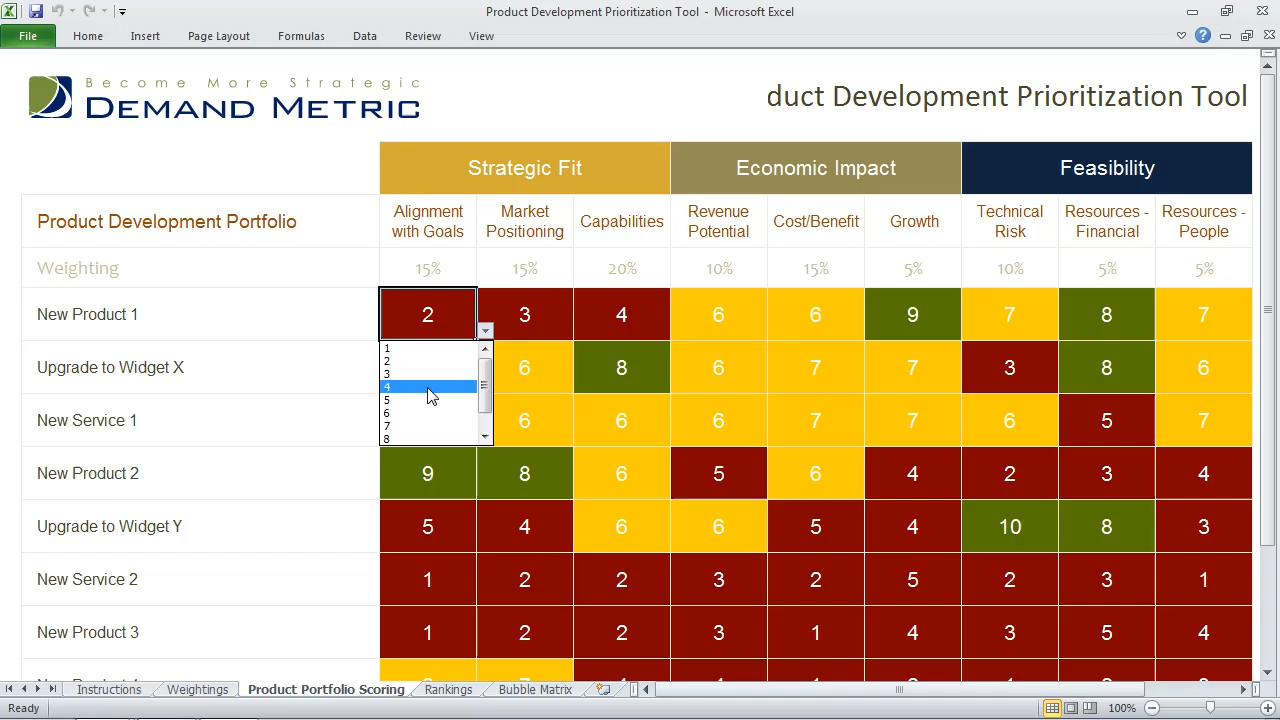 Product Development Prioritization Tool - Microsoft Excel
File Home Insert Page Layout Formulas Data Review View
Become More Strategic
DEMAND METRIC
duct Development Prioritization Tool
Strategic Fit Economic Impact Feasibility
Product Development Portfolio Alignment with Goals Market Positioning Capabilities Revenue Potential Cost/Benefit Growth Technical Risk Resources - Financial Resources - People
Weighting 15% 15% 20% 10% 15% 5% 10% 5% 5%
New Product 1 2 3 4 6 6 9 7 8 7
Upgrade to Widget X 6 8 6 7 7 3 8 6
New Service 1 6 6 6 7 7 6 5 7
1
2
3
4
5
6
7
8
New Product 2 9 8 6 5 6 4 2 3 4
Upgrade to Widget Y 5 4 6 6 5 4 10 8 3
New Service 2 1 2 2 3 2 5 2 3 1
New Product 3 1 2 2 3 1 4 3 5 4
Instructions Weightings Product Portfolio Scoring Rankings Bubble Matrix
Ready 100%